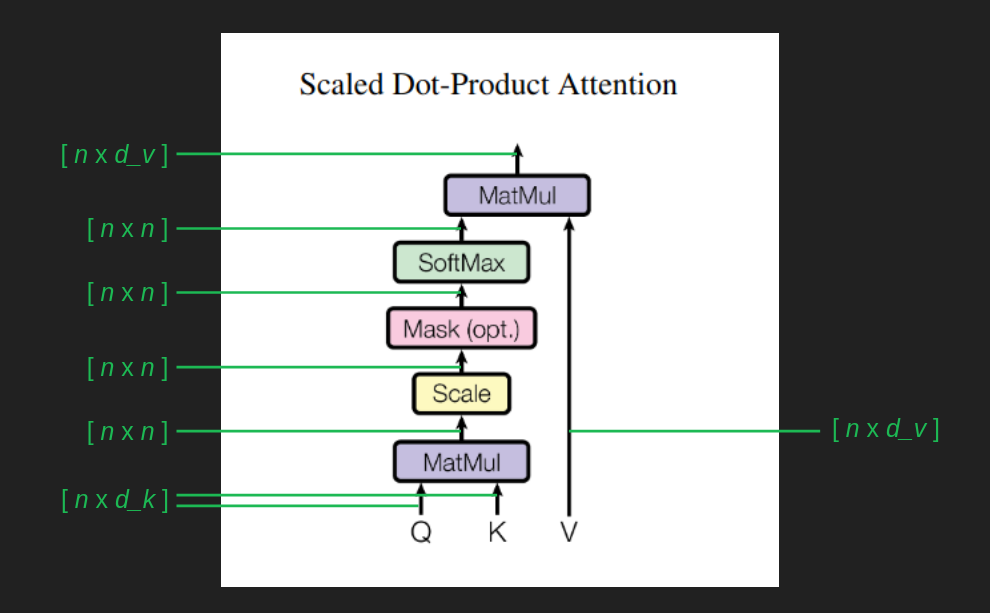 Scaled Dot-Product Attention
[ n x d_v ]
MatMul
[ n x n ]
SoftMax
[ n x n ]
Mask (opt.)
[ n x n ]
Scale
[ n x n ]
[ n x d_v ]
MatMul
[ n x d_k ]
Q K V